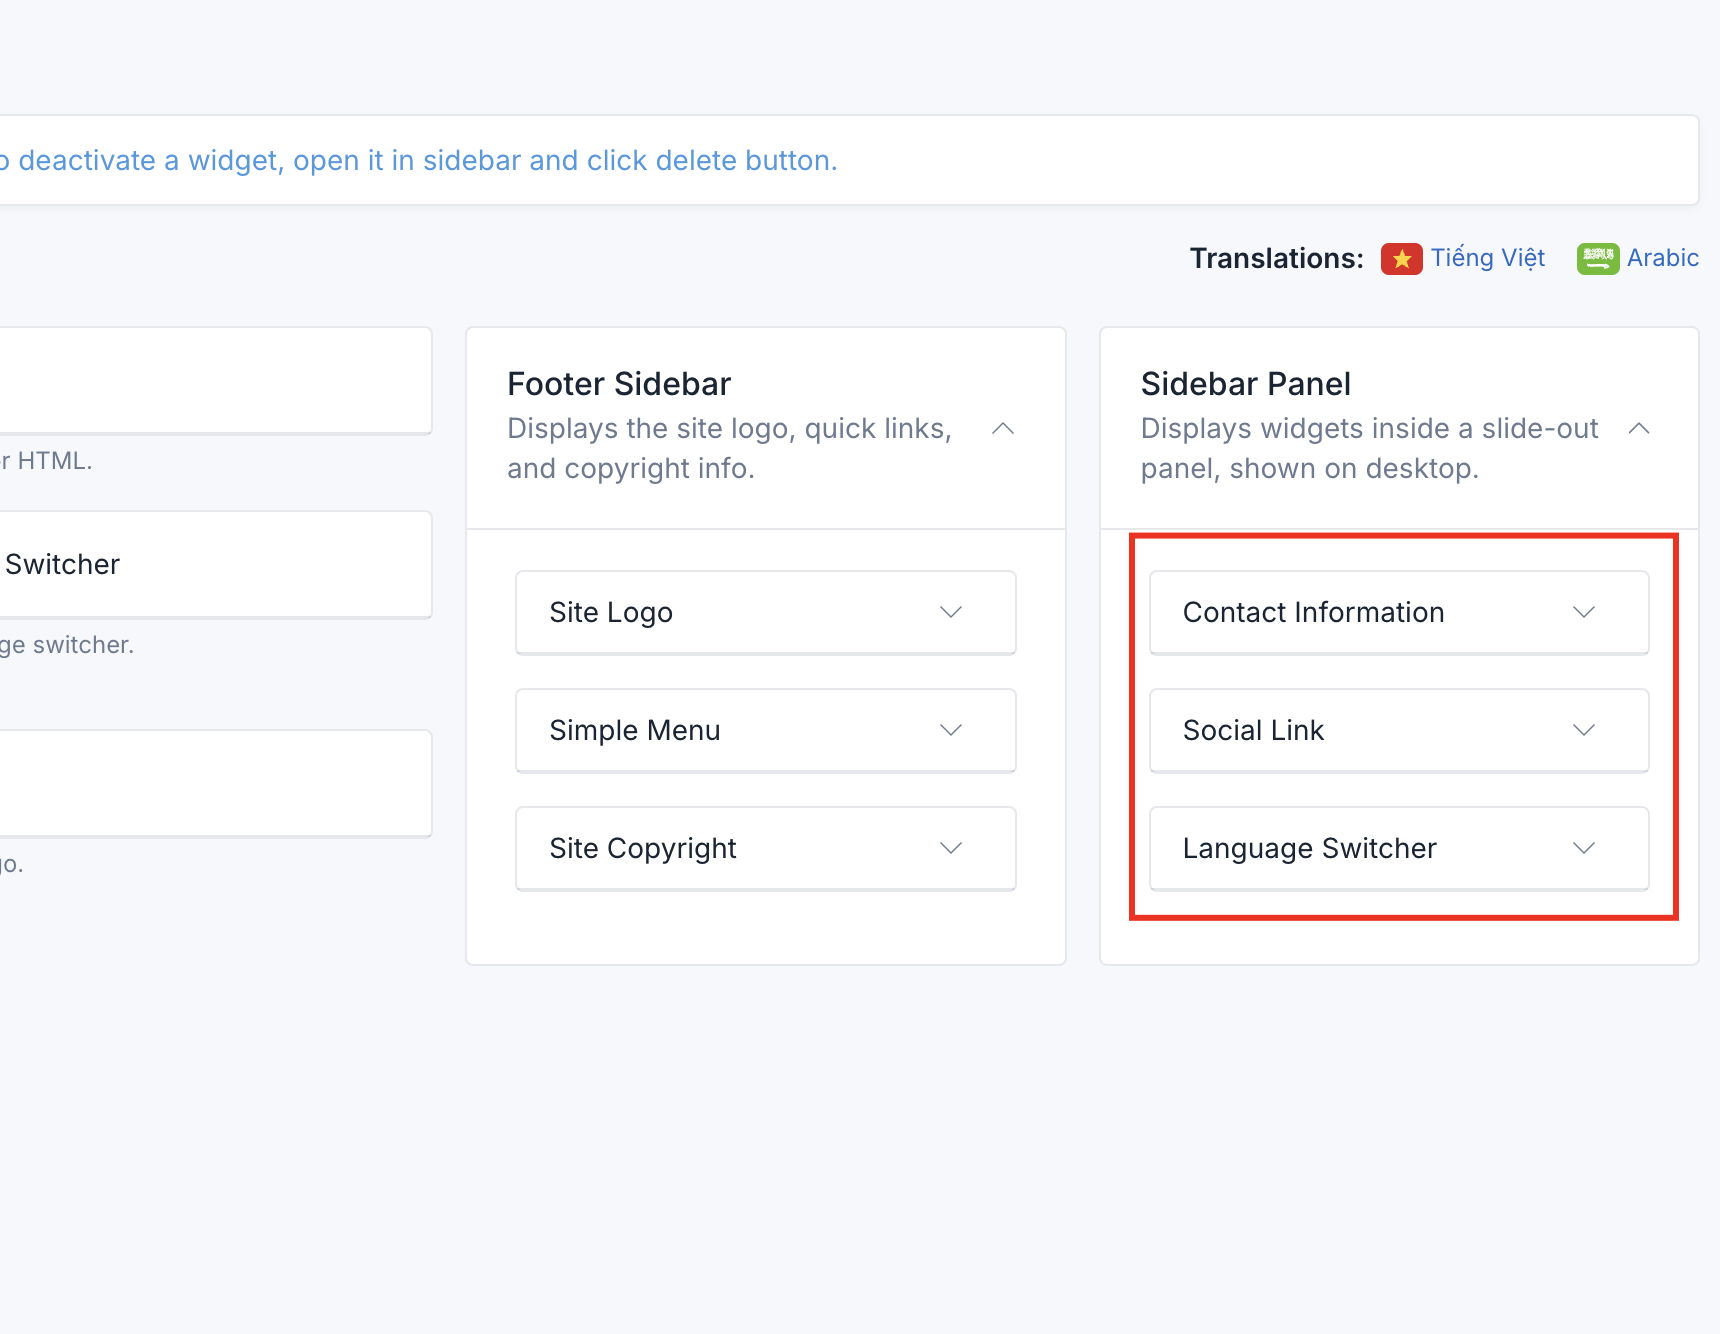 o deactivate a widget, open it in sidebar and click delete button.
Translations: Tiếng Việt Arabic
r HTML.
Switcher
ge switcher.
go.
Footer Sidebar
Displays the site logo, quick links,
and copyright info.
Site Logo
Simple Menu
Site Copyright
Sidebar Panel
Displays widgets inside a slide-out
panel, shown on desktop.
Contact Information
Social Link
Language Switcher